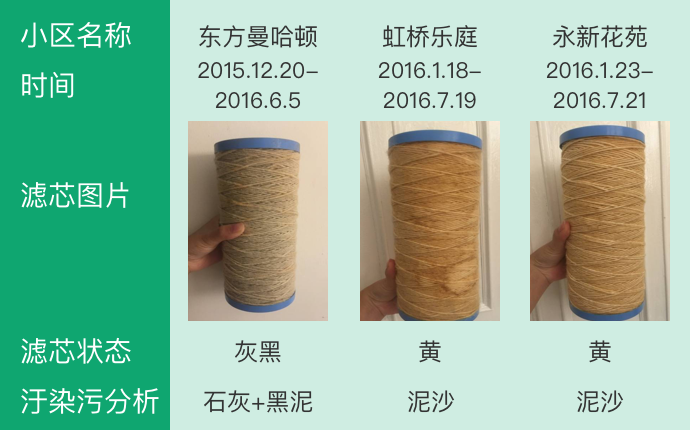 小区名称 东方曼哈顿 虹桥乐庭 永新花苑
时间 2015.12.20- 2016.1.18- 2016.1.23-
2016.6.5 2016.7.19 2016.7.21
滤芯图片
滤芯状态 灰黑 黄 黄
汙染污分析 石灰+黑泥 泥沙 泥沙